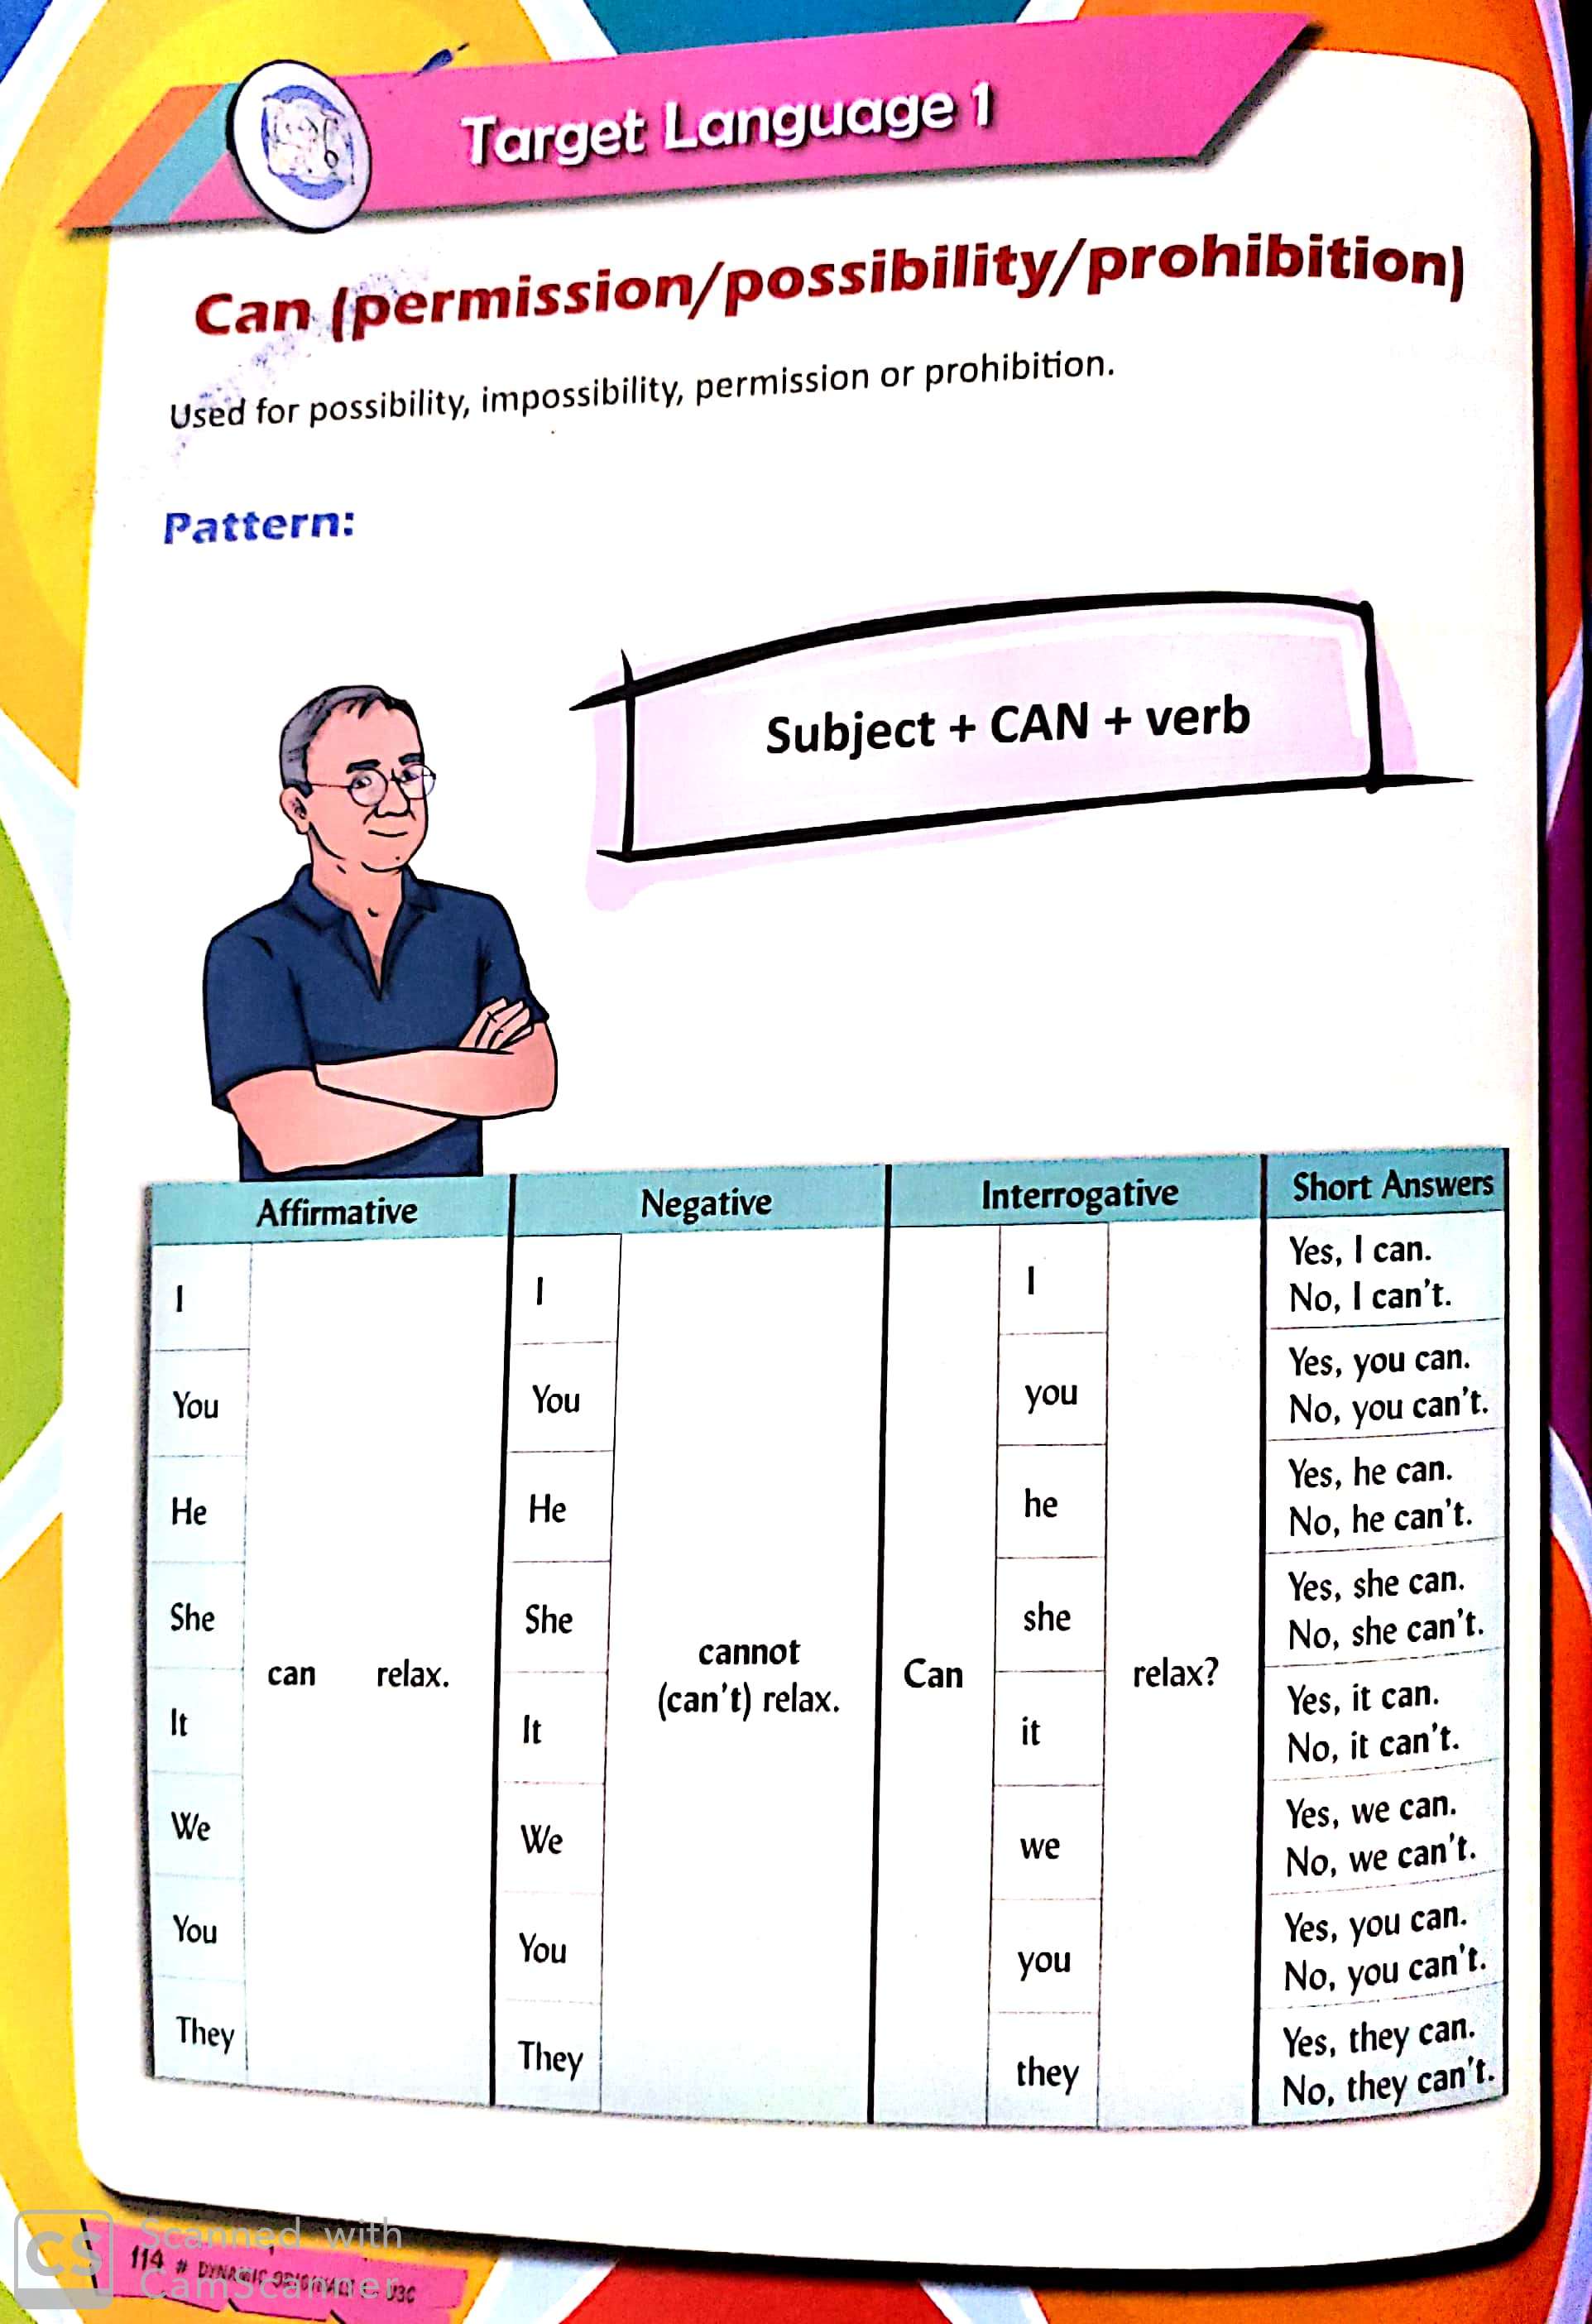 Target Language 1
Can (permission/possibility/prohibition)
Used for possibility, impossibility, permission or prohibition.
Pattern:
Subject + CAN + verb
Affirmative Negative Interrogative Short Answers
I I I Yes, I can.
No, I can't.
You You you Yes, you can.
No, you can't.
He He he Yes, he can.
No, he can't.
She She she Yes, she can.
No, she can't.
can relax. cannot Can relax?
(can't) relax.
It It it Yes, it can.
No, it can't.
We We we Yes, we can.
No, we can't.
You You you Yes, you can.
No, you can't.
They They they Yes, they can.
No, they can't.
CS Scanned with
CamScanner
114 # DYNAMIC